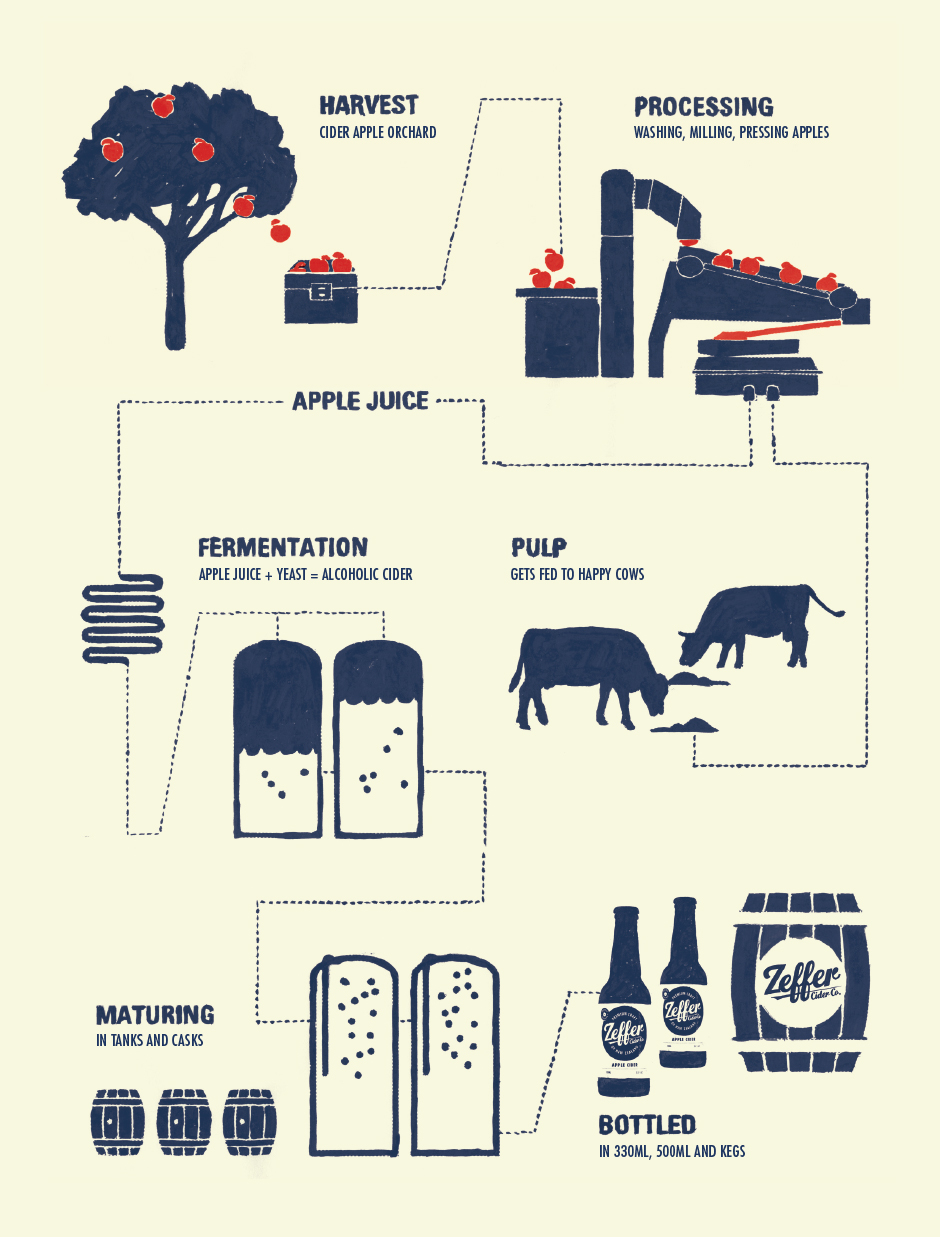 HARVEST
CIDER APPLE ORCHARD
PROCESSING
WASHING, MILLING, PRESSING APPLES
APPLE JUICE
FERMENTATION
APPLE JUICE + YEAST = ALCOHOLIC CIDER
PULP
GETS FED TO HAPPY COWS
MATURING
IN TANKS AND CASKS
Zeffer
APPLE CIDER
Zeffer
APPLE CIDER
Zeffer
Cider Co.
BOTTLED
IN 330ML, 500ML AND KEGS